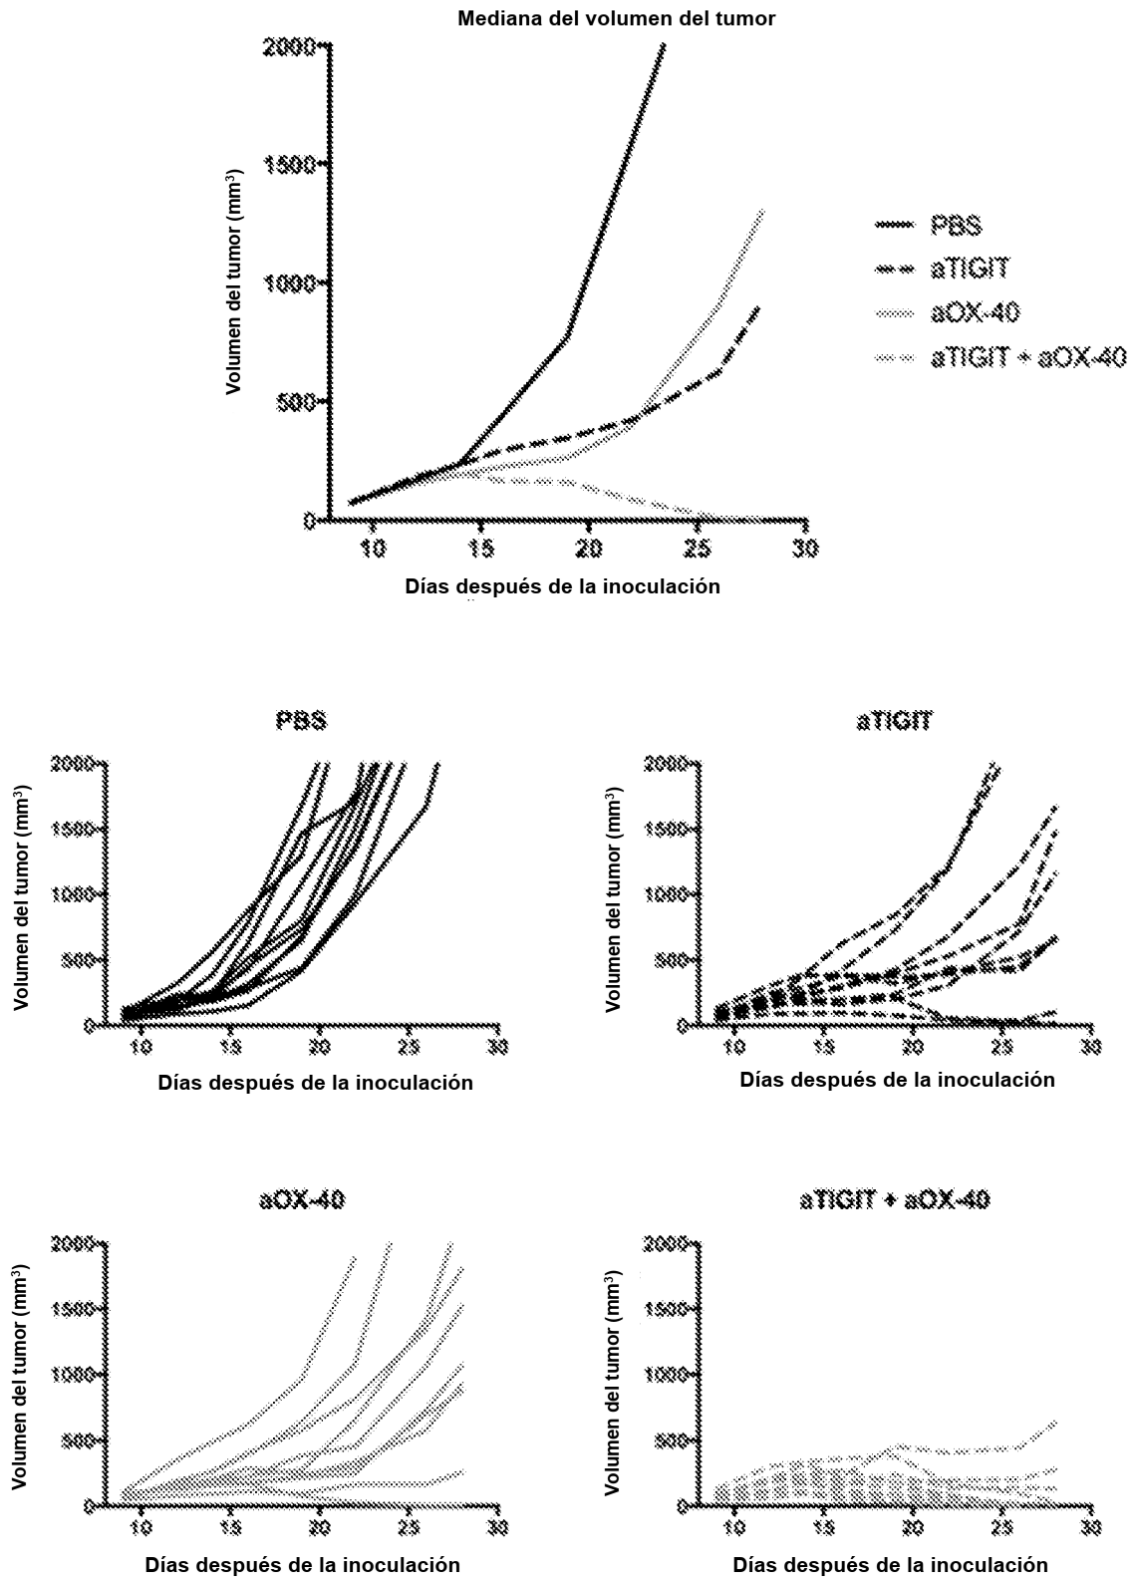 Mediana del volumen del tumor
2000
1500
1000
500
0
10 15 20 25 30
Volumen del tumor (mm³)
Días después de la inoculación
PBS
aTIGIT
aOX-40
aTIGIT + aOX-40
PBS
2000
1500
1000
500
0
10 15 20 25 30
Volumen del tumor (mm³)
Días después de la inoculación
aTIGIT
2000
1500
1000
500
0
10 15 20 25 30
Volumen del tumor (mm³)
Días después de la inoculación
aOX-40
2000
1500
1000
500
0
10 15 20 25 30
Volumen del tumor (mm³)
Días después de la inoculación
aTIGIT + aOX-40
2000
1500
1000
500
0
10 15 20 25 30
Volumen del tumor (mm³)
Días después de la inoculación